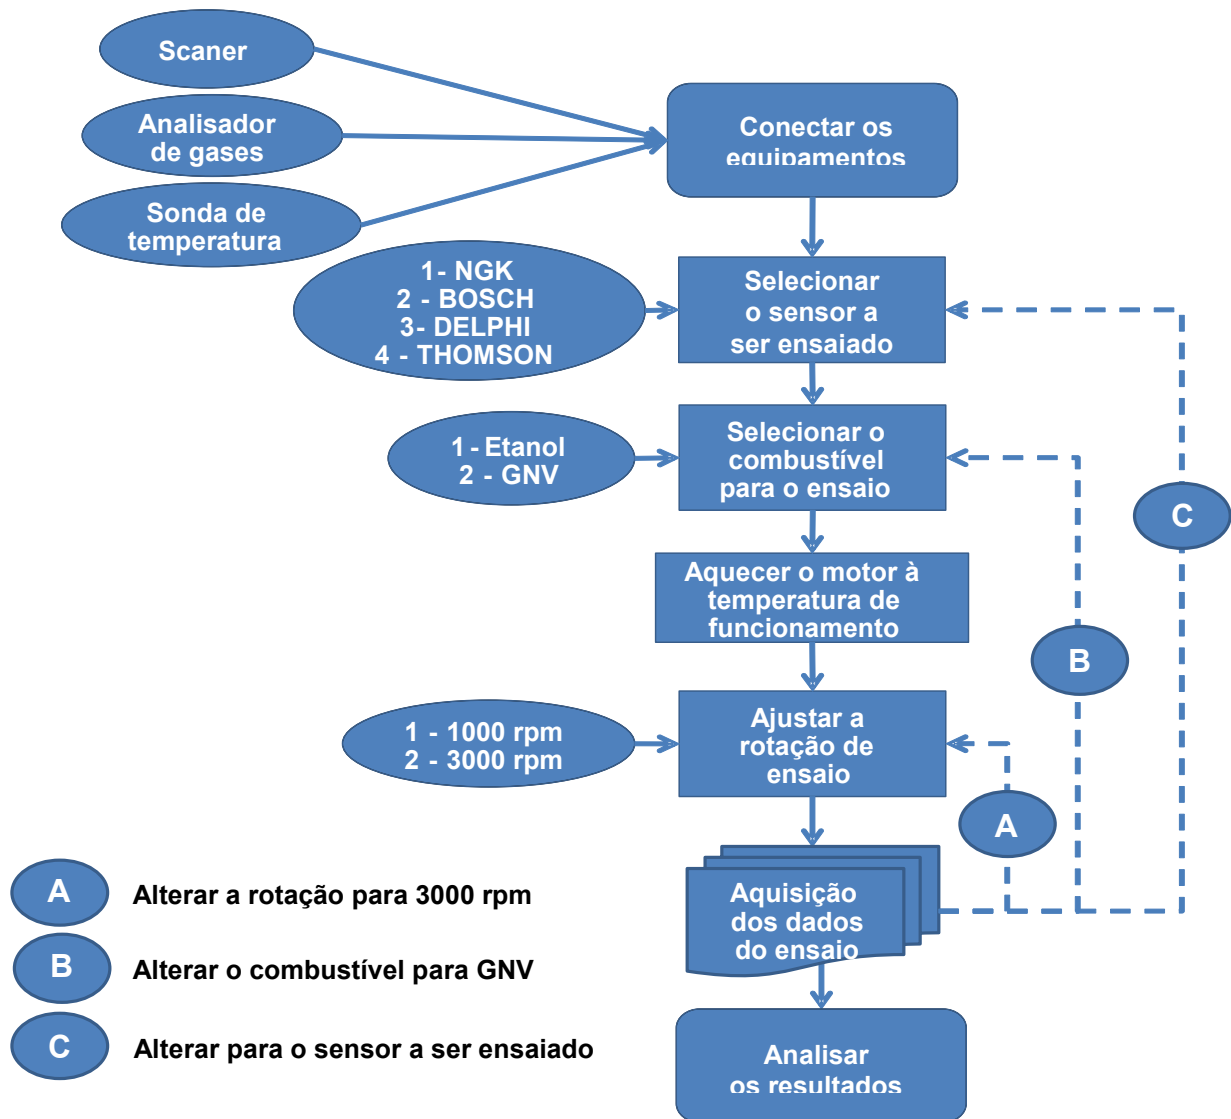 Scaner
Analisador
de gases
Sonda de
temperatura
Conectar os
equipamentos
1- NGK
2 - BOSCH
3- DELPHI
4 - THOMSON
Selecionar
o sensor a
ser ensaiado
1 - Etanol
2 - GNV
Selecionar o
combustível
para o ensaio
C
Aquecer o motor à
temperatura de
funcionamento
B
1 - 1000 rpm
2 - 3000 rpm
Ajustar a
rotação de
ensaio
A
Aquisição
dos dados
do ensaio
A Alterar a rotação para 3000 rpm
B Alterar o combustível para GNV
C Alterar para o sensor a ser ensaiado
Analisar
os resultados